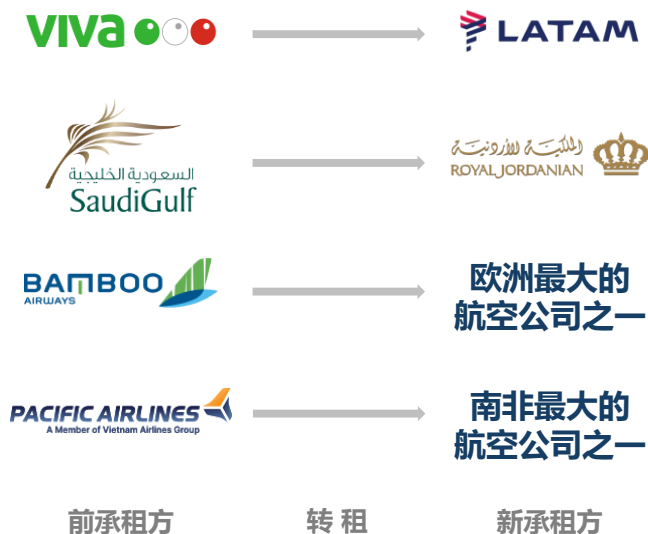 viva
LATAM
السعودية الخليجية
SaudiGulf
الملكية الأردنية
ROYAL JORDANIAN
BAMBOO
AIRWAYS
欧洲最大的
航空公司之一
PACIFIC AIRLINES
A Member of Vietnam Airlines Group
南非最大的
航空公司之一
前承租方
转 租
新承租方